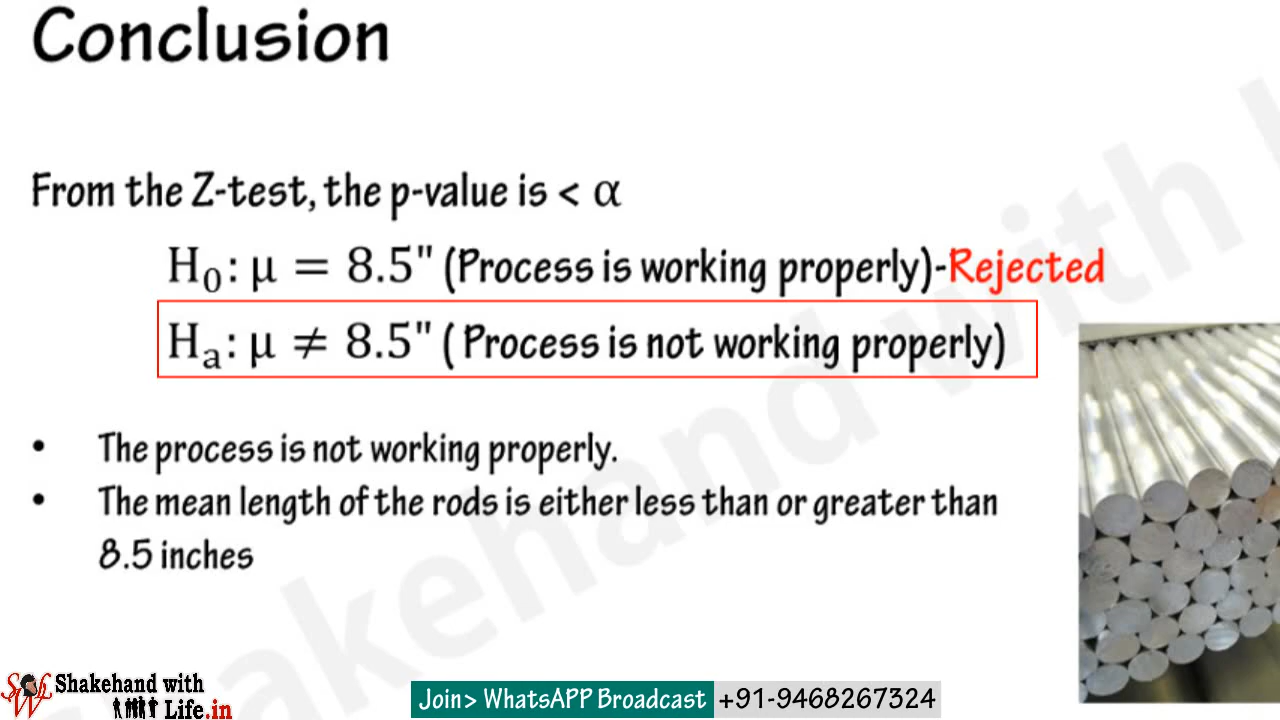 Conclusion
From the Z-test, the p-value is < α
H₀: μ = 8.5" (Process is working properly)-Rejected
Hₐ: μ ≠ 8.5" ( Process is not working properly)
• The process is not working properly.
• The mean length of the rods is either less than or greater than
8.5 inches
Shakehand with
Shakehand with
Life.in
Join> WhatsAPP Broadcast +91-9468267324